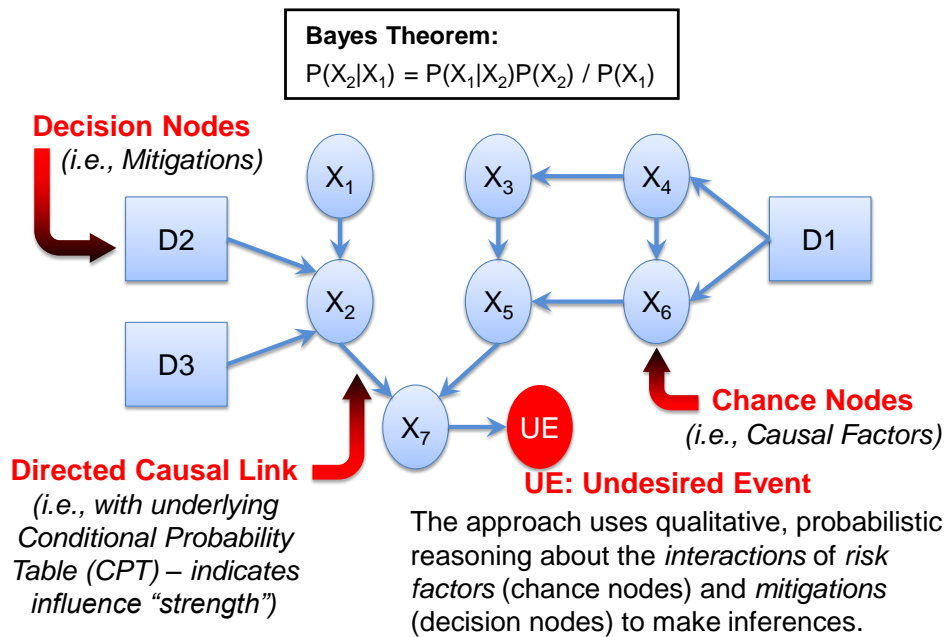 Bayes Theorem:
P(X₂|X₁) = P(X₁|X₂)P(X₂) / P(X₁)
Decision Nodes
(i.e., Mitigations)
X₁
X₃
X₄
D2
D1
X₂
X₅
X₆
D3
X₇
UE
Chance Nodes
(i.e., Causal Factors)
Directed Causal Link
(i.e., with underlying
Conditional Probability
Table (CPT) – indicates
influence “strength”)
UE: Undesired Event
The approach uses qualitative, probabilistic
reasoning about the interactions of risk
factors (chance nodes) and mitigations
(decision nodes) to make inferences.